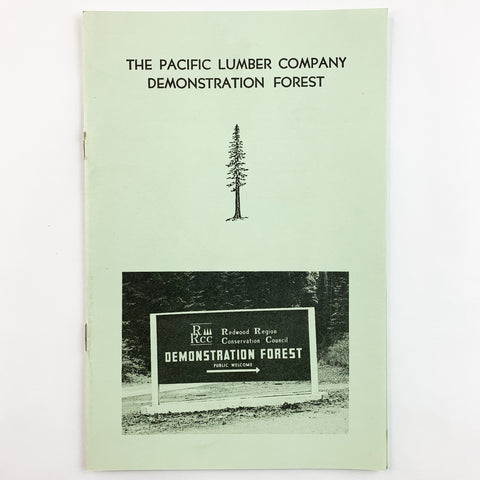 THE PACIFIC LUMBER COMPANY
DEMONSTRATION FOREST
RRCC
Redwood Region
Conservation Council
DEMONSTRATION FOREST
PUBLIC WELCOME